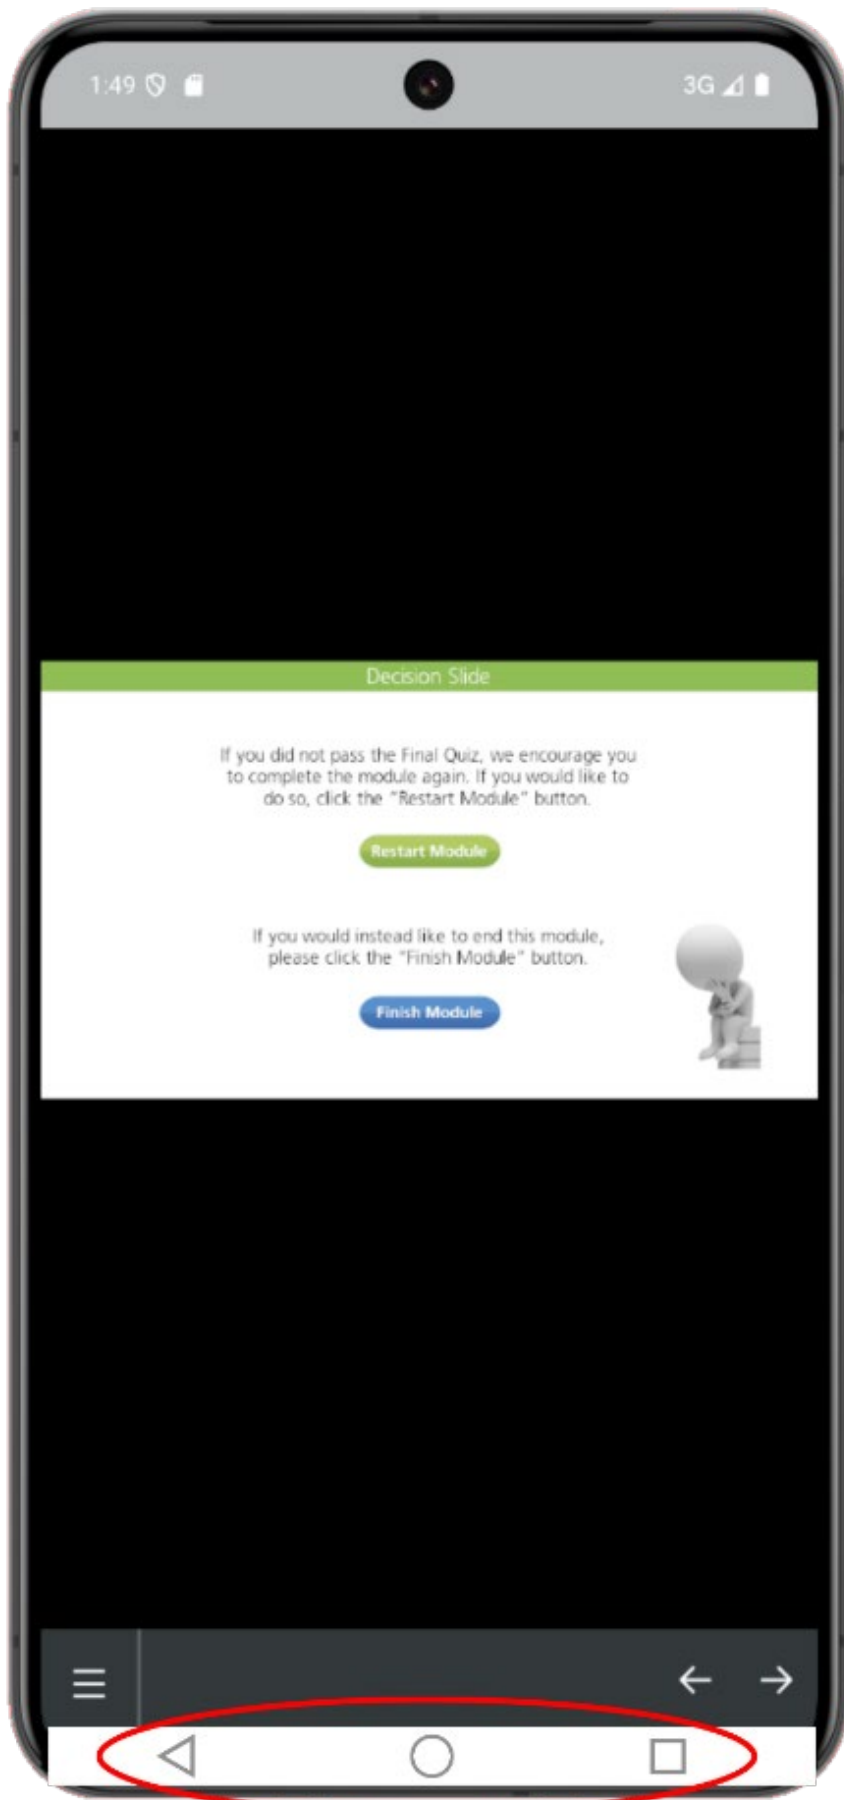 1:49
3G
Decision Slide
If you did not pass the Final Quiz, we encourage you
to complete the module again. If you would like to
do so, click the "Restart Module" button.
Restart Module
If you would instead like to end this module,
please click the "Finish Module" button.
Finish Module